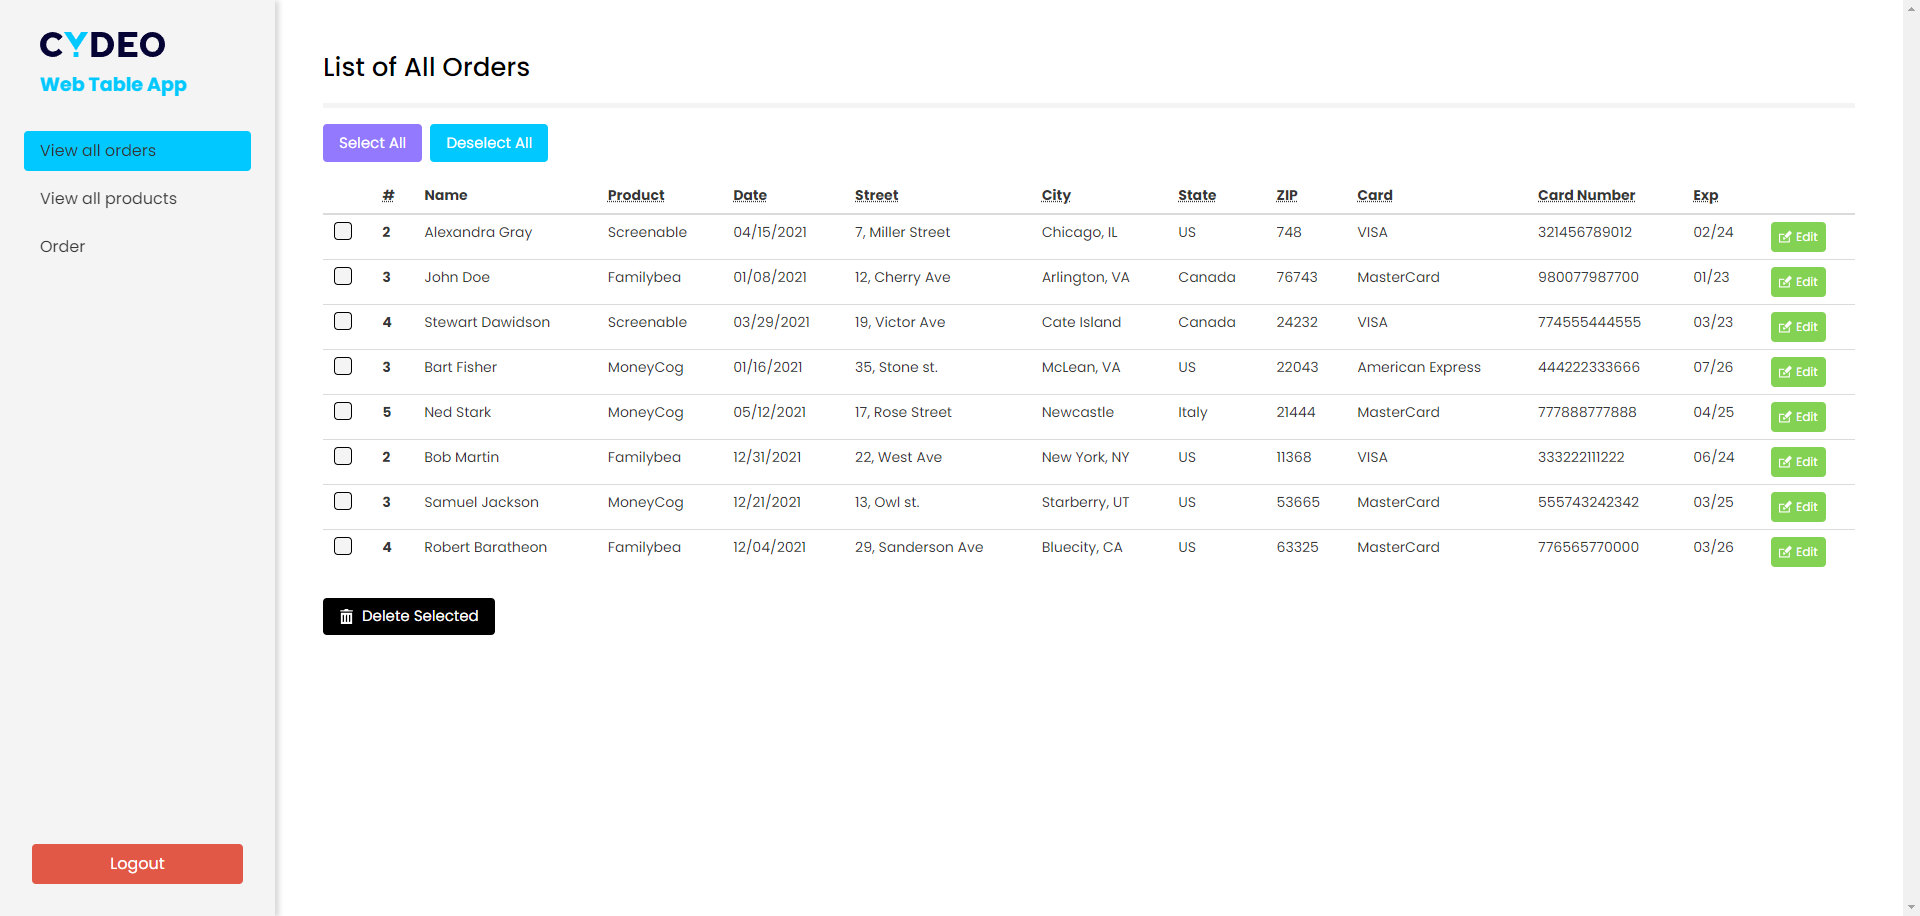 CYDEO
Web Table App
View all orders
View all products
Order
Logout
List of All Orders
Select All Deselect All
# Name Product Date Street City State ZIP Card Card Number Exp
2 Alexandra Gray Screenable 04/15/2021 7, Miller Street Chicago, IL US 748 VISA 321456789012 02/24 Edit
3 John Doe Familybea 01/08/2021 12, Cherry Ave Arlington, VA Canada 76743 MasterCard 980077987700 01/23 Edit
4 Stewart Dawidson Screenable 03/29/2021 19, Victor Ave Cate Island Canada 24232 VISA 774555444555 03/23 Edit
3 Bart Fisher MoneyCog 01/16/2021 35, Stone st. McLean, VA US 22043 American Express 444222333666 07/26 Edit
5 Ned Stark MoneyCog 05/12/2021 17, Rose Street Newcastle Italy 21444 MasterCard 777888777888 04/25 Edit
2 Bob Martin Familybea 12/31/2021 22, West Ave New York, NY US 11368 VISA 333222111222 06/24 Edit
3 Samuel Jackson MoneyCog 12/21/2021 13, Owl st. Starberry, UT US 53665 MasterCard 555743242342 03/25 Edit
4 Robert Baratheon Familybea 12/04/2021 29, Sanderson Ave Bluecity, CA US 63325 MasterCard 776565770000 03/26 Edit
Delete Selected